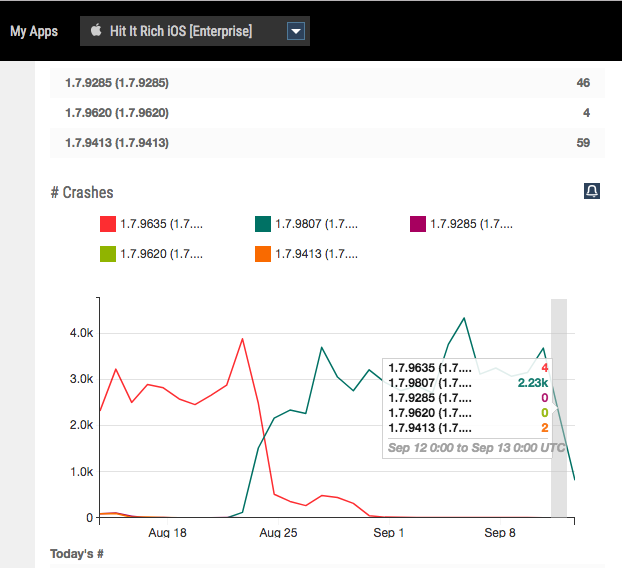 My Apps Hit It Rich iOS [Enterprise]
1.7.9285 (1.7.9285) 46
1.7.9620 (1.7.9620) 4
1.7.9413 (1.7.9413) 59
# Crashes
1.7.9635 (1.7.... 1.7.9807 (1.7.... 1.7.9285 (1.7....
1.7.9620 (1.7.... 1.7.9413 (1.7....
4.0k
3.0k
2.0k
1.0k
0
1.7.9635 (1.7.... 4
1.7.9807 (1.7.... 2.23k
1.7.9285 (1.7.... 0
1.7.9620 (1.7.... 0
1.7.9413 (1.7.... 2
Sep 12 0:00 to Sep 13 0:00 UTC
Aug 18 Aug 25 Sep 1 Sep 8
Today's #